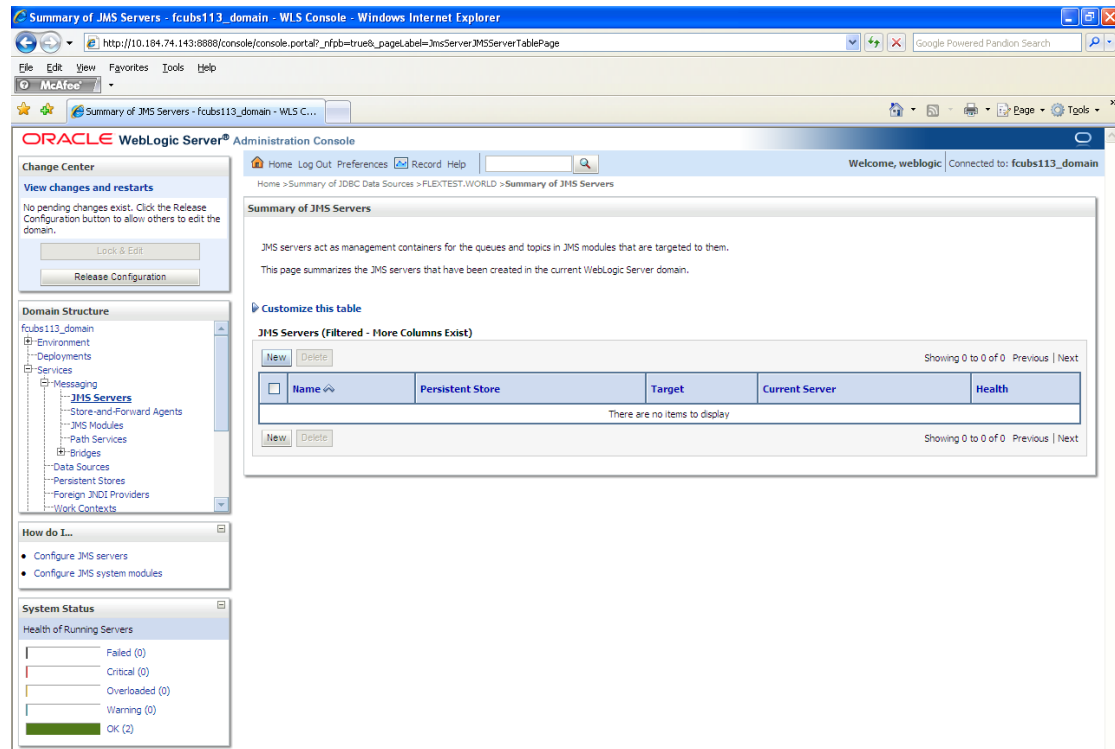 Summary of JMS Servers - fcubs113_domain - WLS Console - Windows Internet Explorer
http://10.184.74.143:8888/console/console.portal?_nfpb=true&_pageLabel=JmsServerJMSServerTablePage
Google Powered Pandion Search
File Edit View Favorites Tools Help
McAfee
Summary of JMS Servers - fcubs113_domain - WLS C...
Page Tools
ORACLE WebLogic Server® Administration Console
Change Center
View changes and restarts
No pending changes exist. Click the Release
Configuration button to allow others to edit the
domain.
Lock & Edit
Release Configuration
Domain Structure
fcubs113_domain
Environment
Deployments
Services
Messaging
JMS Servers
Store-and-Forward Agents
JMS Modules
Path Services
Bridges
Data Sources
Persistent Stores
Foreign JNDI Providers
Work Contexts
How do I...
Configure JMS servers
Configure JMS system modules
System Status
Health of Running Servers
Failed (0)
Critical (0)
Overloaded (0)
Warning (0)
OK (2)
Home Log Out Preferences Record Help
Welcome, weblogic Connected to: fcubs113_domain
Home >Summary of JDBC Data Sources >FLEXTEST.WORLD >Summary of JMS Servers
Summary of JMS Servers
JMS servers act as management containers for the queues and topics in JMS modules that are targeted to them.
This page summarizes the JMS servers that have been created in the current WebLogic Server domain.
Customize this table
JMS Servers (Filtered - More Columns Exist)
New Delete Showing 0 to 0 of 0 Previous | Next
Name Persistent Store Target Current Server Health
There are no items to display
New Delete Showing 0 to 0 of 0 Previous | Next